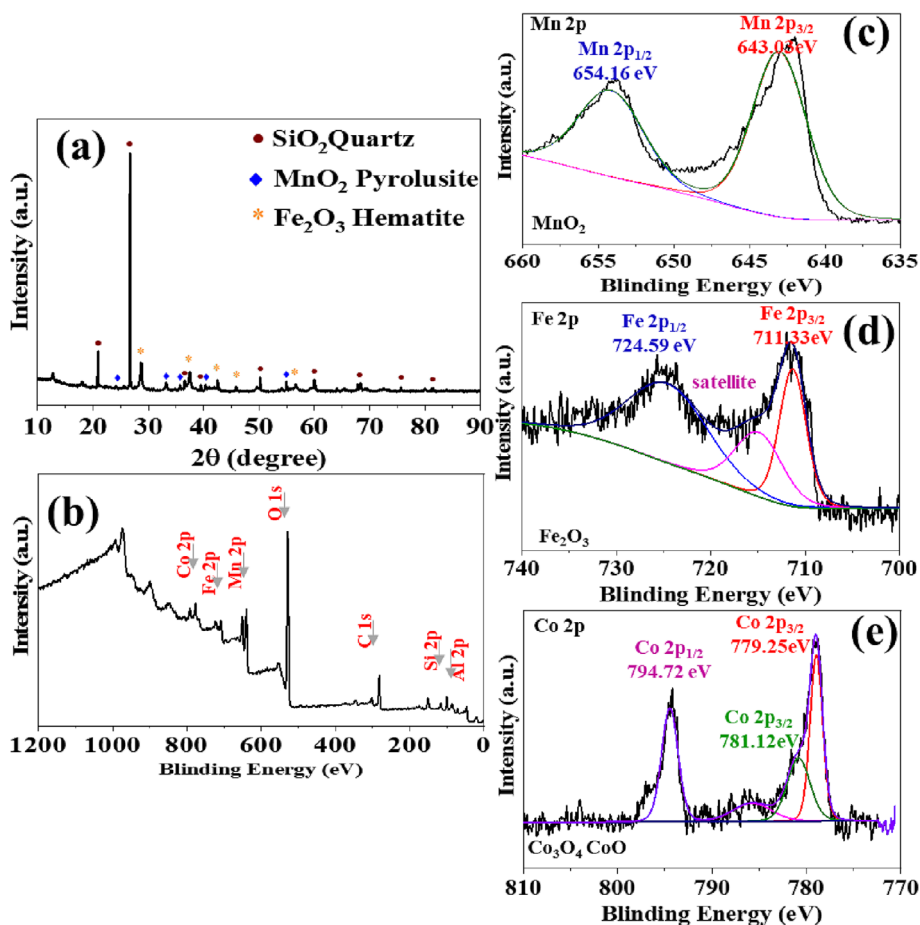 (a)
SiO₂Quartz
MnO₂ Pyrolusite
Fe₂O₃ Hematite
Intensity (a.u.)
10 20 30 40 50 60 70 80 90
2θ (degree)
(b)
Co 2p
Fe 2p
Mn 2p
O 1s
C 1s
Si 2p
Al 2p
Intensity (a.u.)
1200 1000 800 600 400 200 0
Blinding Energy (eV)
Mn 2p
Mn 2p₃/₂
643.03eV
(c)
Mn 2p₁/₂
654.16 eV
Intensity (a.u.)
MnO₂
660 655 650 645 640 635
Blinding Energy (eV)
Fe 2p
Fe 2p₁/₂
724.59 eV
Fe 2p₃/₂
711.33eV
(d)
satellite
Intensity (a.u.)
Fe₂O₃
740 730 720 710 700
Blinding Energy (eV)
Co 2p
Co 2p₁/₂
794.72 eV
Co 2p₃/₂
779.25eV
(e)
Co 2p₃/₂
781.12eV
Intensity (a.u.)
Co₃O₄ CoO
810 800 790 780 770
Blinding Energy (eV)